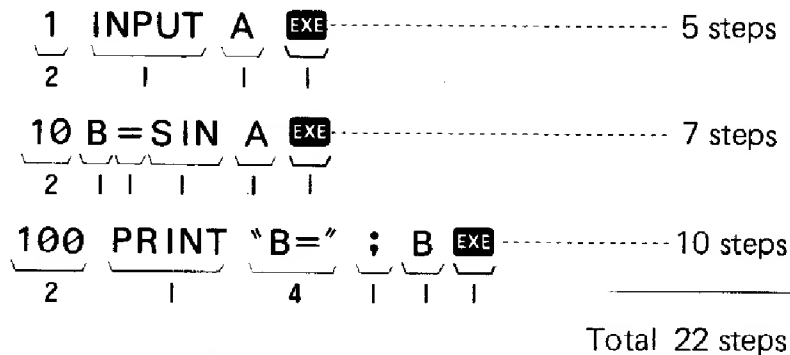 1 INPUT A EXE 5 steps
2 1 1 1
10 B = SIN A EXE 7 steps
2 1 1 1 1 1
100 PRINT "B=" ; B EXE 10 steps
2 1 4 1 1 1
Total 22 steps